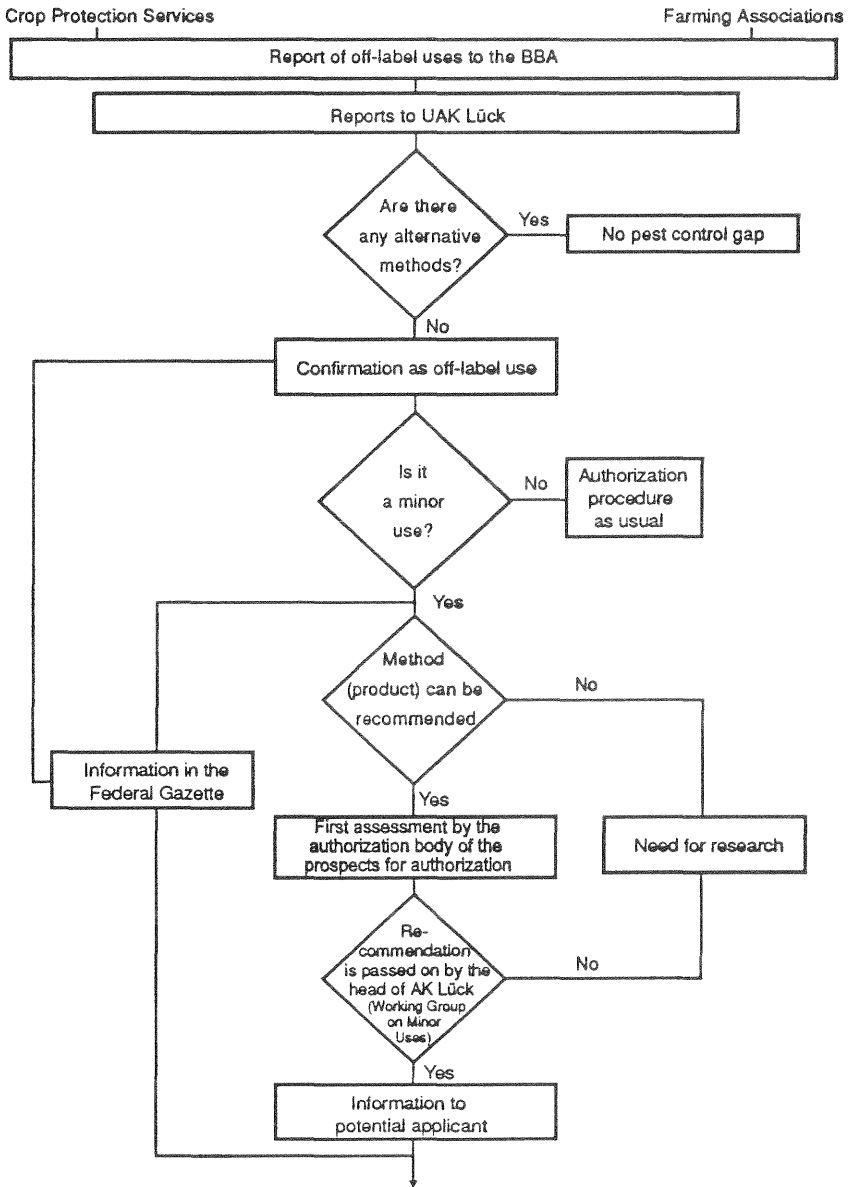 Crop Protection Services
Farming Associations
Report of off-label uses to the BBA
Reports to UAK Lück
Are there
any alternative
methods?
Yes
No pest control gap
No
Confirmation as off-label use
Is it
a minor
use?
No
Authorization
procedure
as usual
Yes
Method
(product) can be
recommended
No
Information in the
Federal Gazette
Yes
First assessment by the
authorization body of the
prospects for authorization
Need for research
Re-
commendation
is passed on by the
head of AK Lück
(Working Group
on Minor
Uses)
No
Yes
Information to
potential applicant